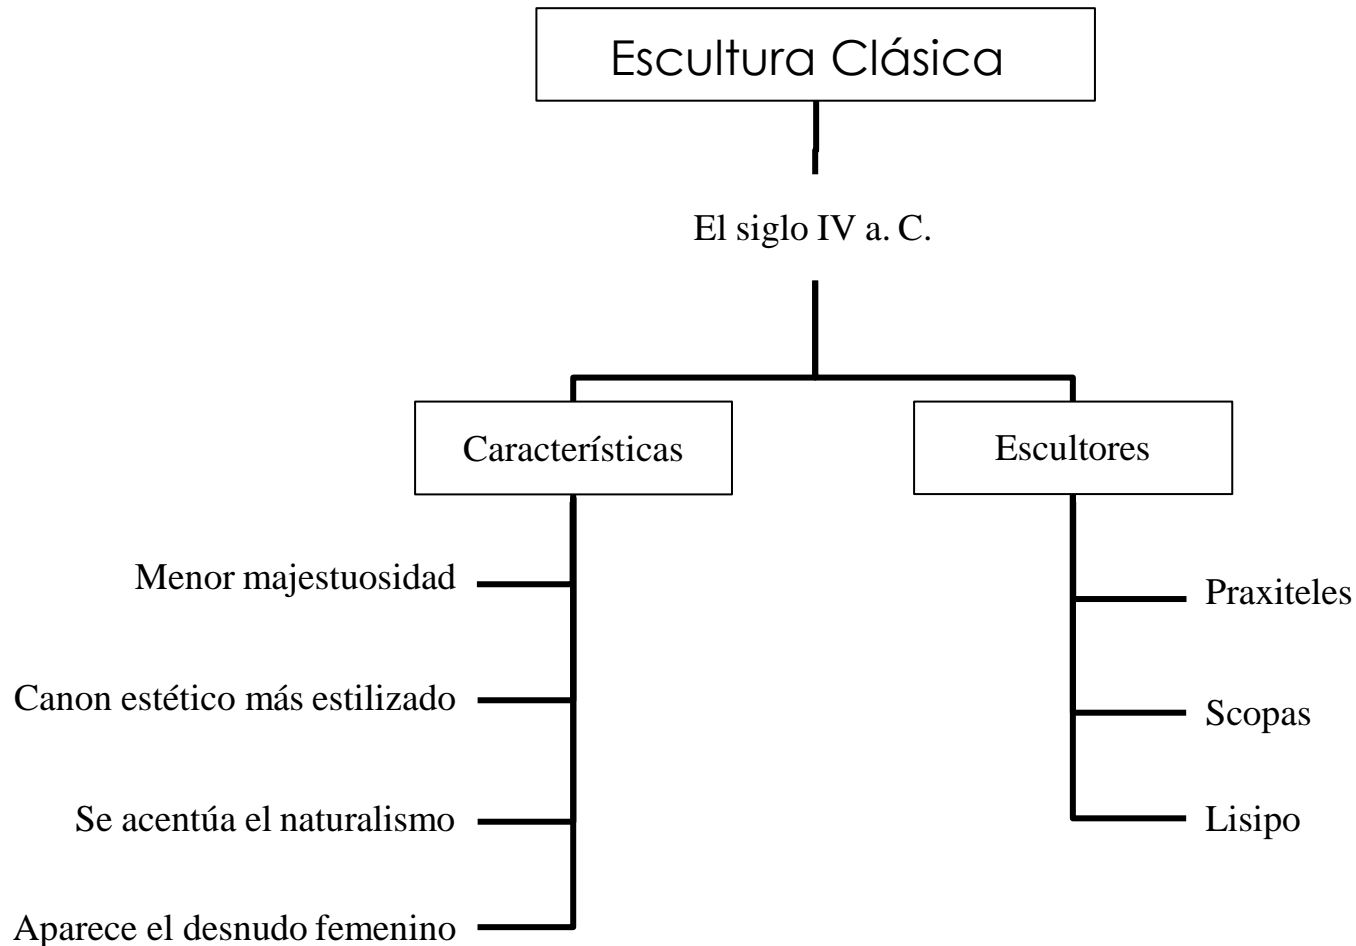 Escultura Clásica
El siglo IV a. C.
Características
Menor majestuosidad
Canon estético más estilizado
Se acentúa el naturalismo
Aparece el desnudo femenino
Escultores
Praxiteles
Scopas
Lisipo